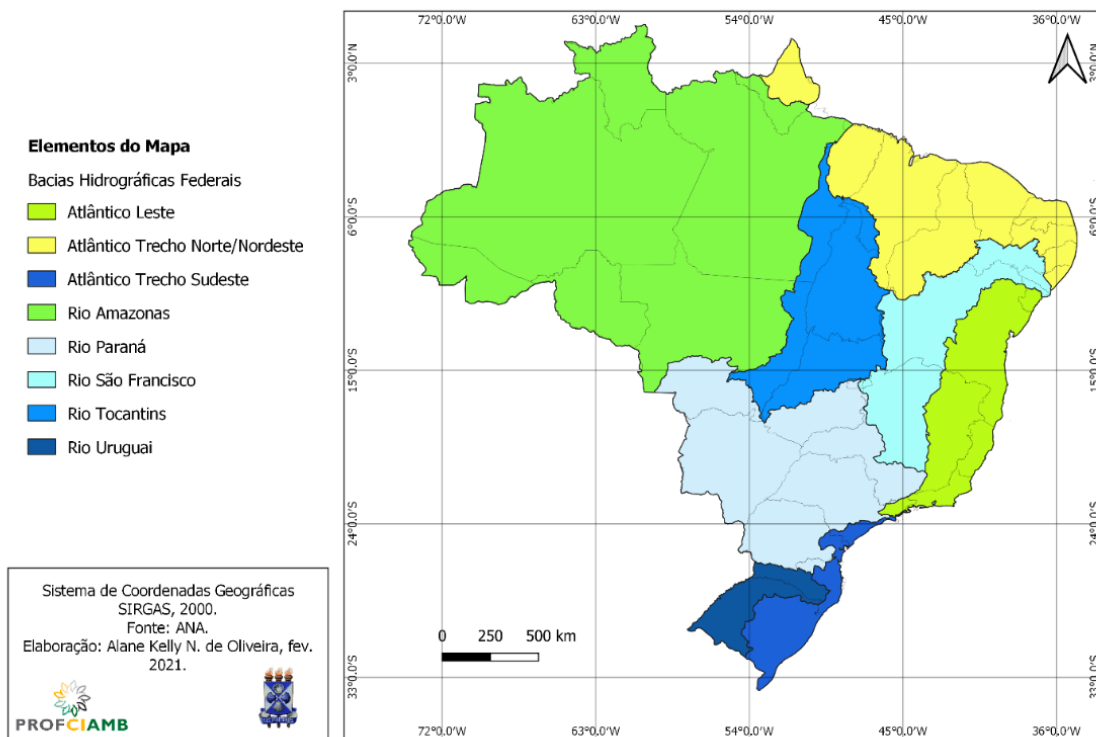 72°0.0'W 63°0.0'W 54°0.0'W 45°0.0'W 36°0.0'W
3°0.0'N 3°0.0'N
6°0.0'S 6°0.0'S
15°0.0'S 15°0.0'S
24°0.0'S 24°0.0'S
33°0.0'S 33°0.0'S
72°0.0'W 63°0.0'W 54°0.0'W 45°0.0'W 36°0.0'W
Elementos do Mapa
Bacias Hidrográficas Federais
Atlântico Leste
Atlântico Trecho Norte/Nordeste
Atlântico Trecho Sudeste
Rio Amazonas
Rio Paraná
Rio São Francisco
Rio Tocantins
Rio Uruguai
0 250 500 km
Sistema de Coordenadas Geográficas
SIRGAS, 2000.
Fonte: ANA.
Elaboração: Alane Kelly N. de Oliveira, fev.
2021.
PROFCIAMB